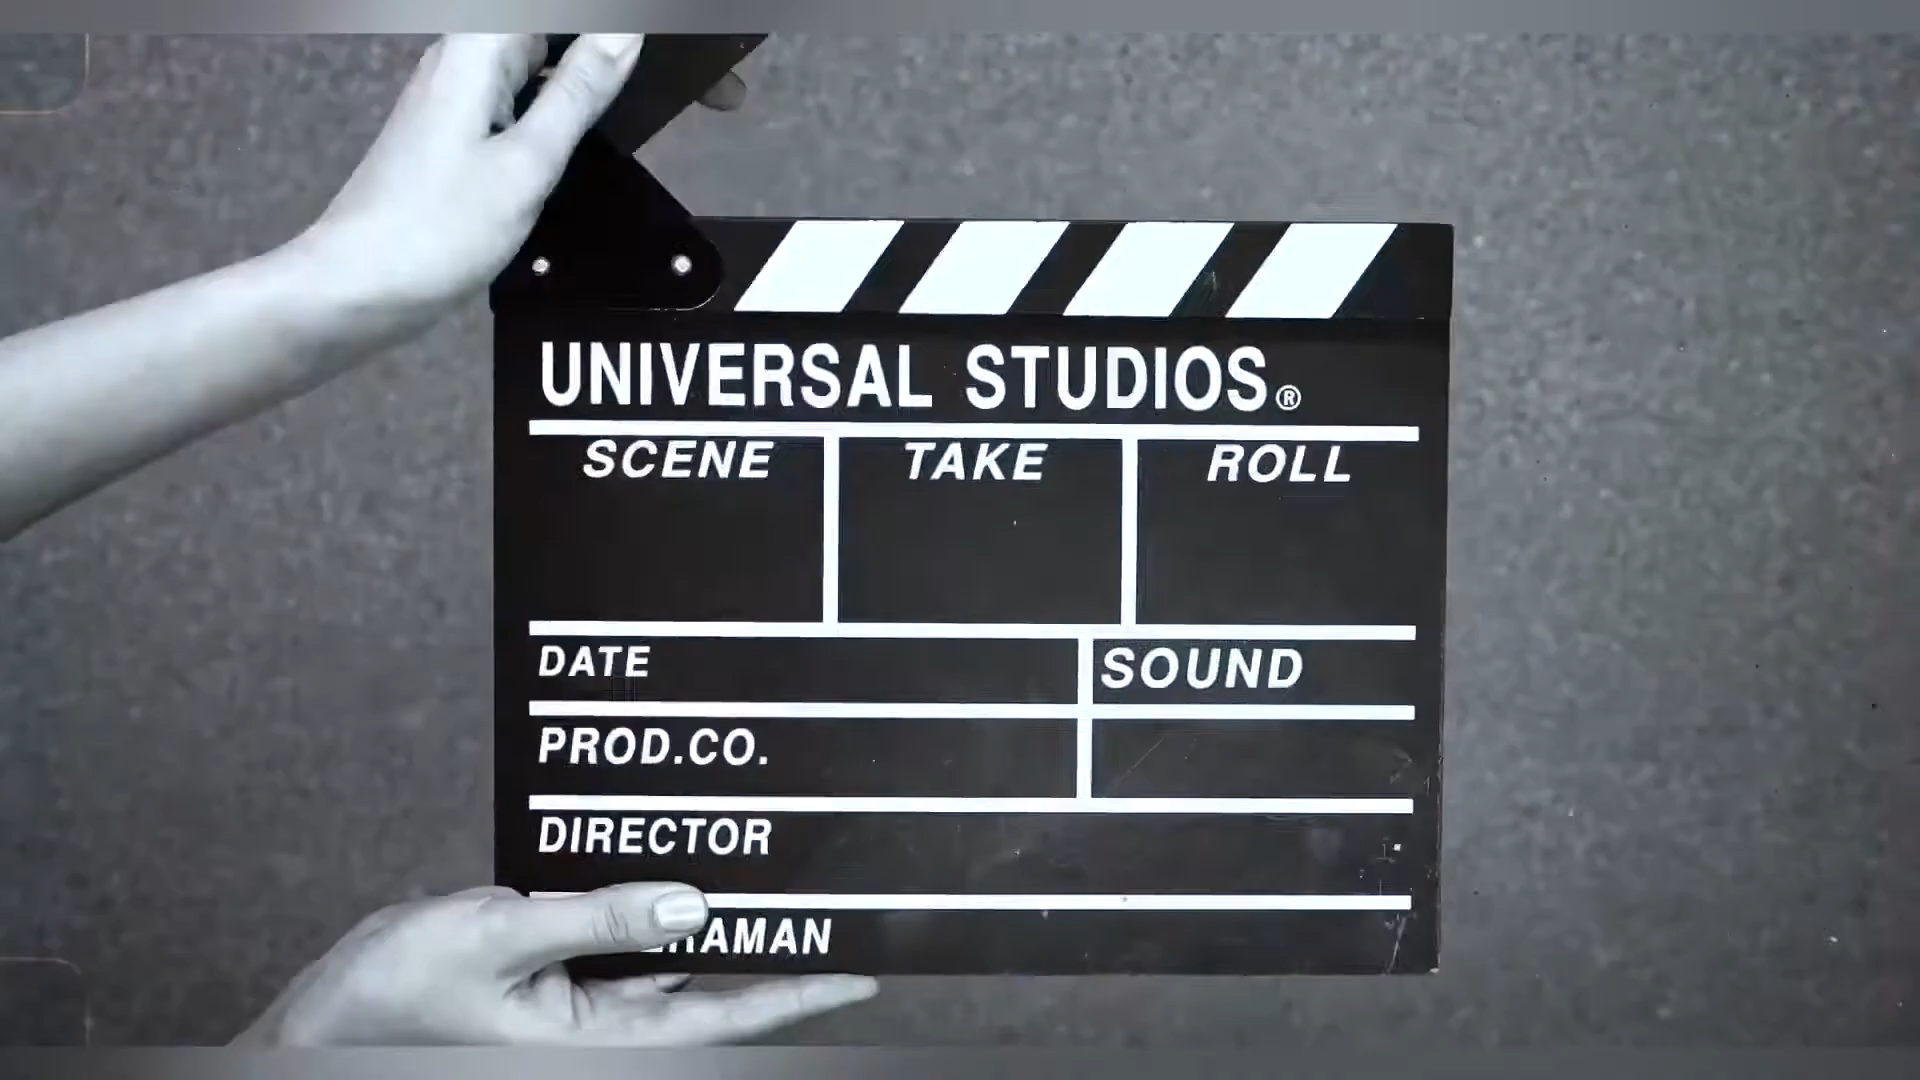 UNIVERSAL STUDIOS®
SCENE TAKE ROLL
DATE SOUND
PROD.CO.
DIRECTOR